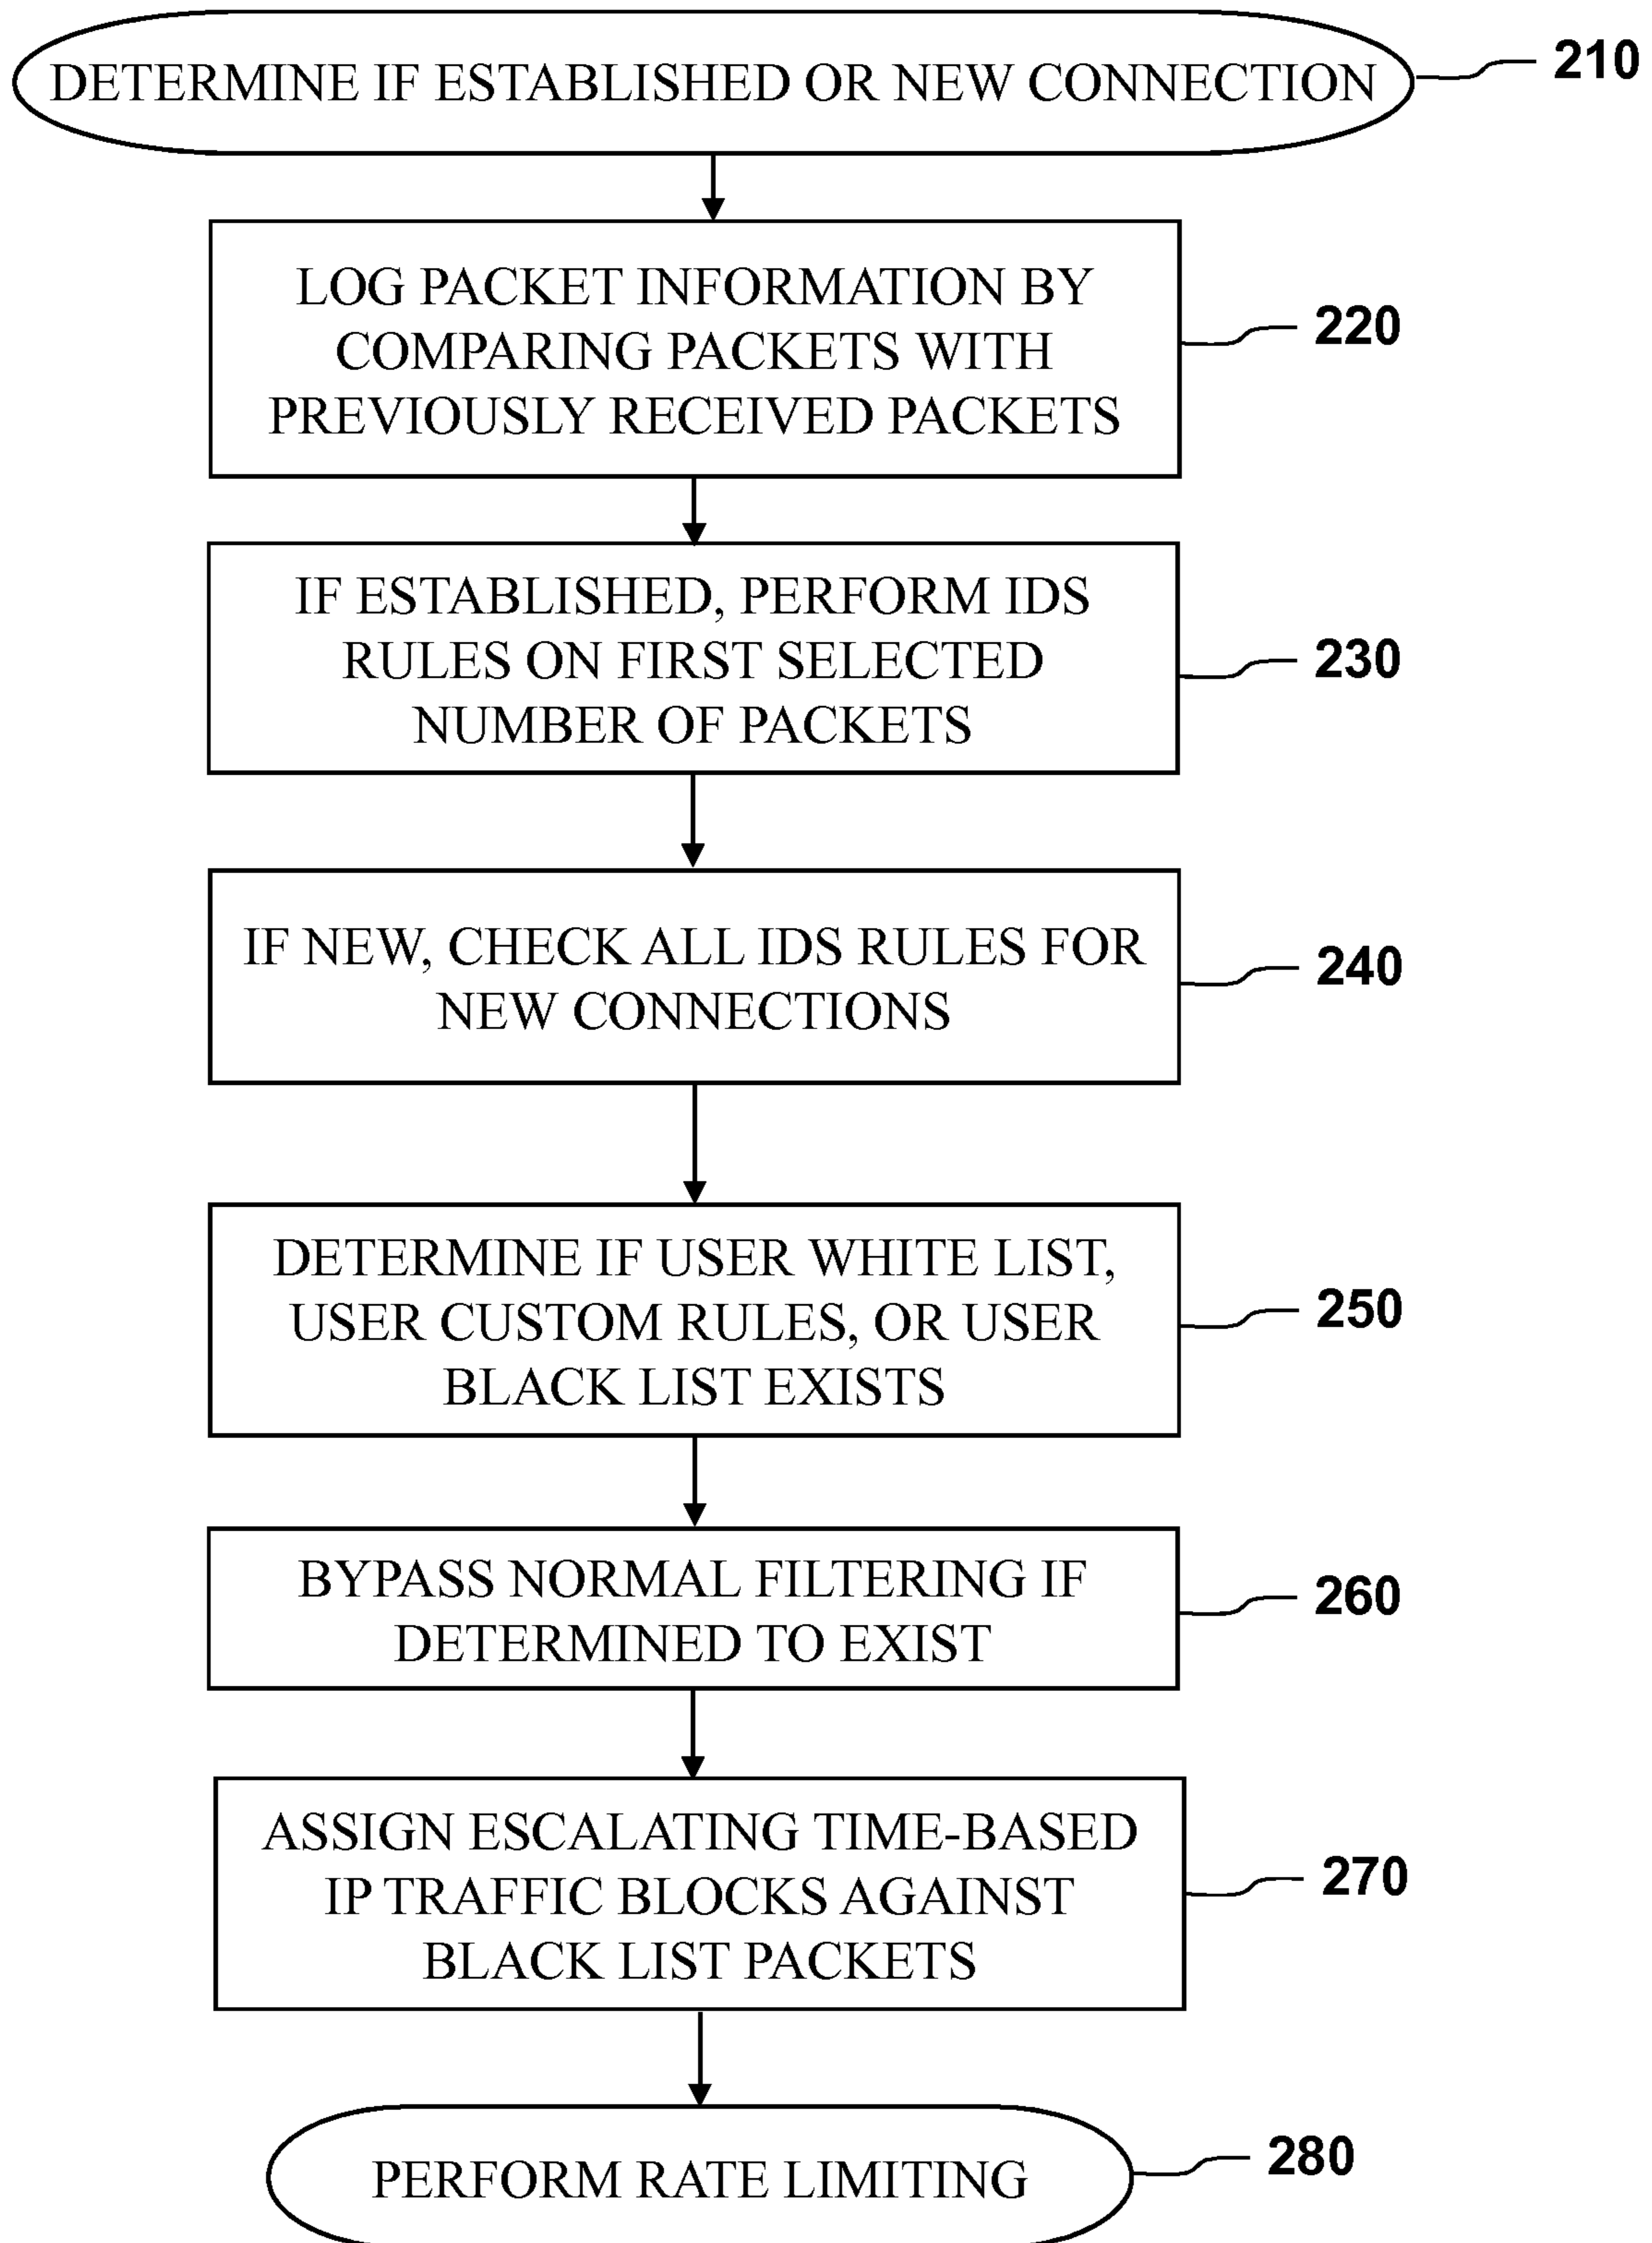 DETERMINE IF ESTABLISHED OR NEW CONNECTION
210
LOG PACKET INFORMATION BY
COMPARING PACKETS WITH
PREVIOUSLY RECEIVED PACKETS
220
IF ESTABLISHED, PERFORM IDS
RULES ON FIRST SELECTED
NUMBER OF PACKETS
230
IF NEW, CHECK ALL IDS RULES FOR
NEW CONNECTIONS
240
DETERMINE IF USER WHITE LIST,
USER CUSTOM RULES, OR USER
BLACK LIST EXISTS
250
BYPASS NORMAL FILTERING IF
DETERMINED TO EXIST
260
ASSIGN ESCALATING TIME-BASED
IP TRAFFIC BLOCKS AGAINST
BLACK LIST PACKETS
270
PERFORM RATE LIMITING
280